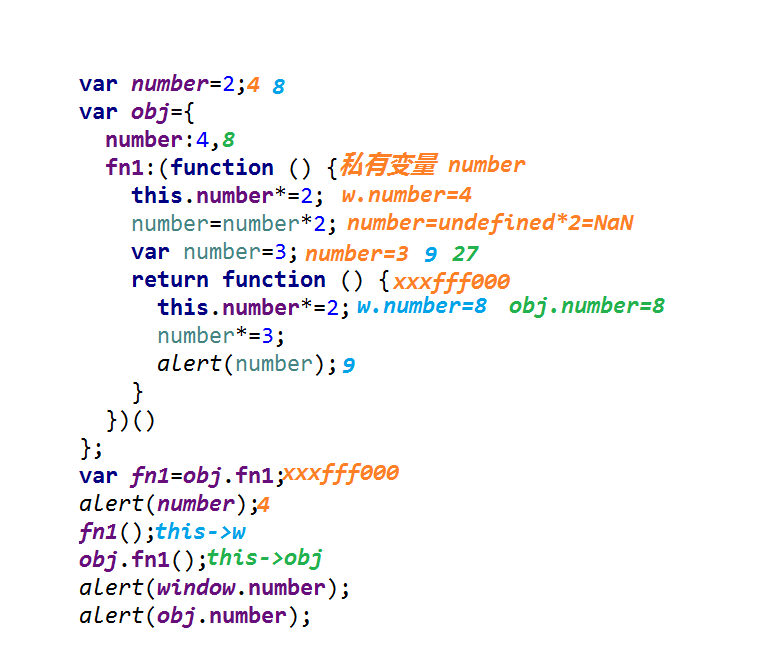 var number=2;4 8
var obj={
number:4,8
fn1:(function () {私有变量 number
this.number*=2; w.number=4
number=number*2; number=undefined*2=NaN
var number=3; number=3 9 27
return function () {xxxfff000
this.number*=2; w.number=8 obj.number=8
number*=3;
alert(number);9
}
})()
};
var fn1=obj.fn1;xxxfff000
alert(number);4
fn1();this->w
obj.fn1();this->obj
alert(window.number);
alert(obj.number);